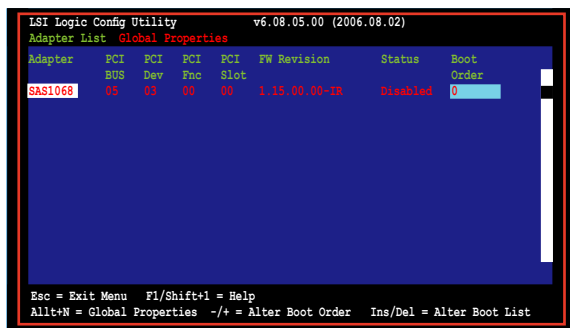 LSI Logic Config Utility v6.08.05.00 (2006.08.02)
Adapter List Global Properties
Adapter PCI PCI PCI PCI FW Revision Status Boot
BUS Dev Fnc Slot Order
SAS1068 05 03 00 00 1.15.00.00-IR Disabled 0
Esc = Exit Menu F1/Shift+1 = Help
Allt+N = Global Properties -/+ = Alter Boot Order Ins/Del = Alter Boot List